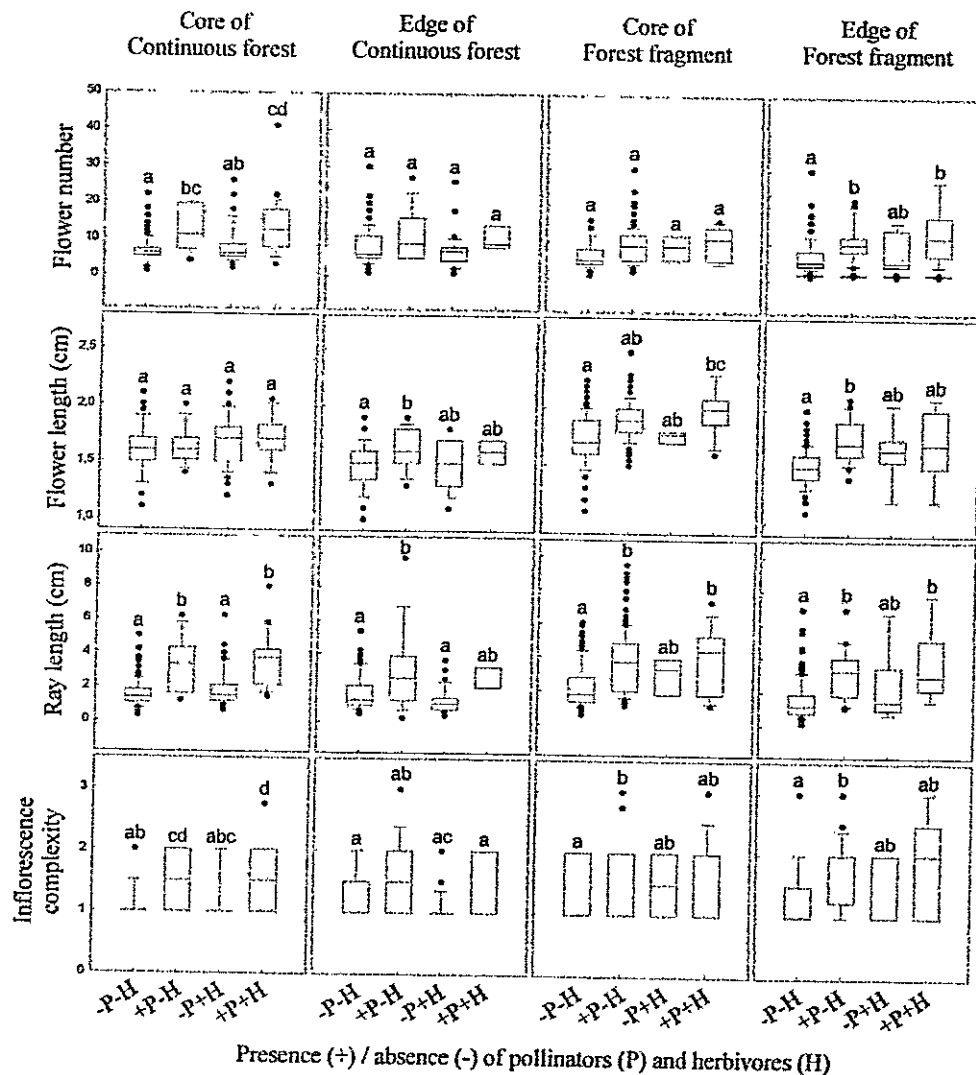 Core of
Continuous forest
Edge of
Continuous forest
Core of
Forest fragment
Edge of
Forest fragment
Flower number
50
40
30
20
10
0
a
bc
ab
cd
a
a
a
a
a
a
a
a
a
b
ab
b
Flower length (cm)
2,5
2,0
1,5
1,0
a
a
a
a
a
b
ab
ab
a
ab
ab
bc
a
b
ab
ab
Ray length (cm)
10
8
6
4
2
0
a
b
a
b
a
b
a
ab
a
b
ab
b
a
b
ab
b
Inflorescence
complexity
3
2
1
0
ab
cd
abc
d
a
ab
ac
a
a
b
ab
ab
a
b
ab
ab
-P-H
+P-H
-P+H
+P+H
-P-H
+P-H
-P+H
+P+H
-P-H
+P-H
-P+H
+P+H
-P-H
+P-H
-P+H
+P+H
Presence (+) / absence (-) of pollinators (P) and herbivores (H)